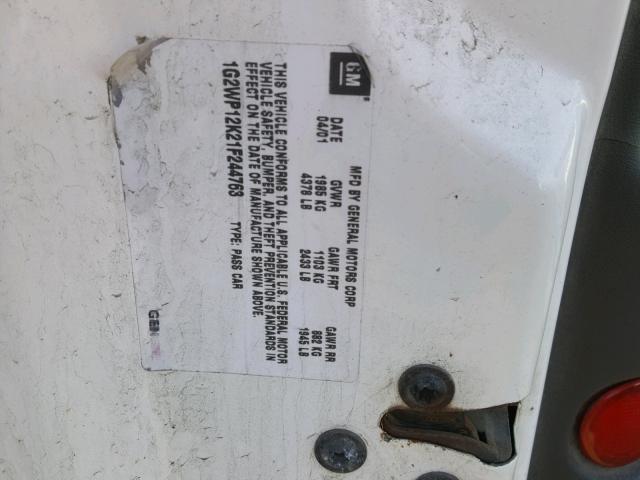 GM
MFD BY GENERAL MOTORS CORP
DATE GVWR GAWR FRT GAWR RR
04/01 1985 KG 1103 KG 882 KG
4378 LB 2433 LB 1945 LB
THIS VEHICLE CONFORMS TO ALL APPLICABLE U.S. FEDERAL MOTOR
VEHICLE SAFETY, BUMPER, AND THEFT PREVENTION STANDARDS IN
EFFECT ON THE DATE OF MANUFACTURE SHOWN ABOVE.
1G2WP12K21F244763 TYPE: PASS CAR